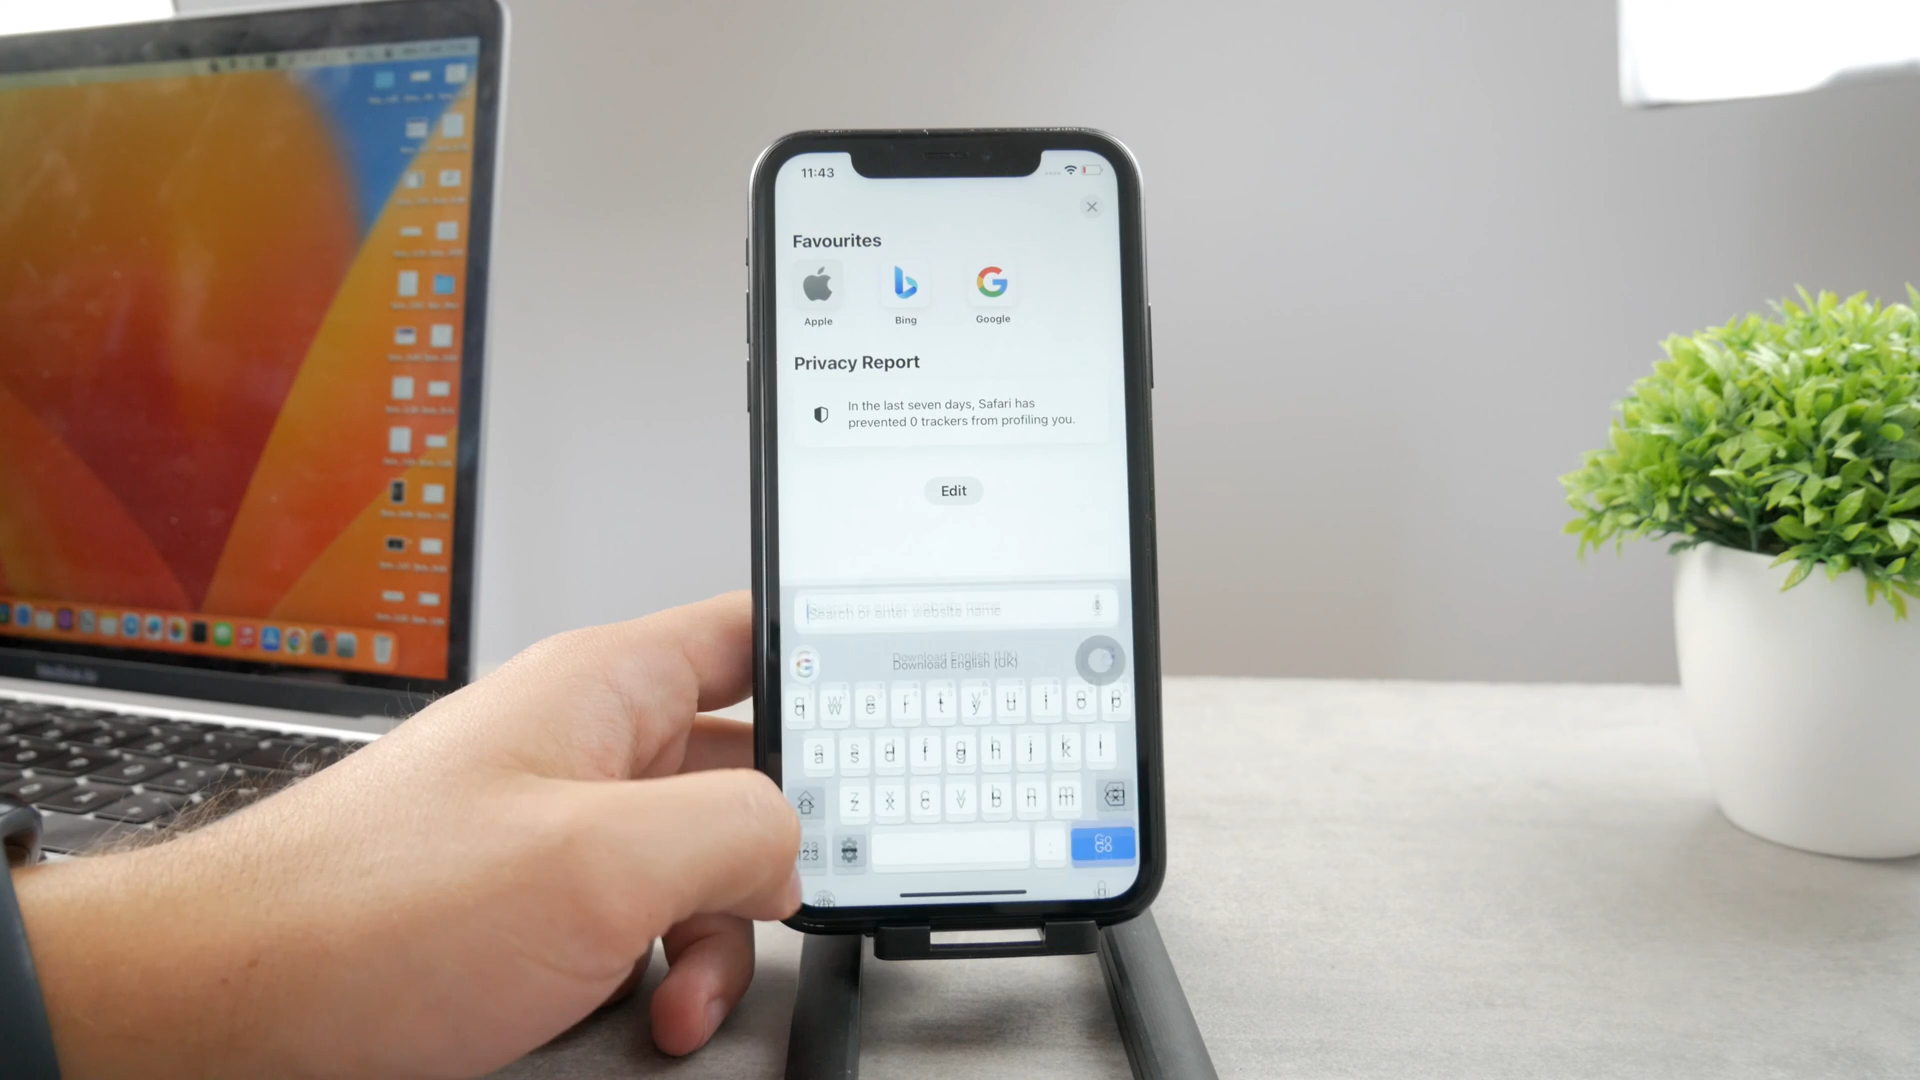 11:43
Favourites
Apple
Bing
Google
Privacy Report
In the last seven days, Safari has
prevented 0 trackers from profiling you.
Edit
Search or enter website name
Download English (UK)
q w e r t y u i o p
a s d f g h j k l
z x c v b n m
123
.
Go